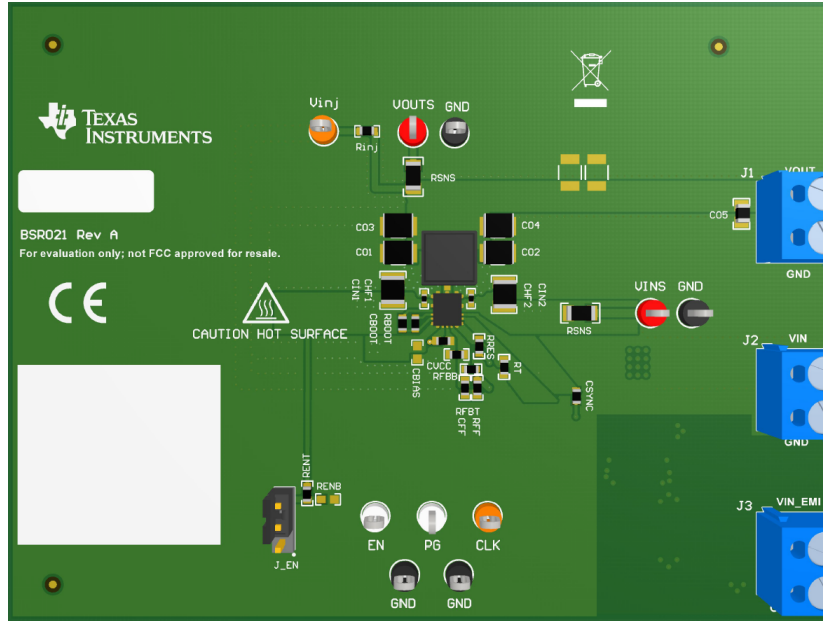 Vinj
VOUTS
GND
TEXAS
INSTRUMENTS
Rinj
RSNS
J1
VOUT
CO3
CO4
CO5
BSR021 Rev A
For evaluation only; not FCC approved for resale.
CO1
CO2
GND
CIN1
CHF1
CIN2
CHF2
VINS
GND
CE
CAUTION HOT SURFACE
RBOOT
CBOOT
RSNS
J2
VIN
RRES
CVCC
RFBB
RT
CBIAS
CSYNC
RFBT
CFF
RFF
GND
RENT
RENB
J3
VIN_EMI
EN
PG
CLK
J_EN
GND
GND